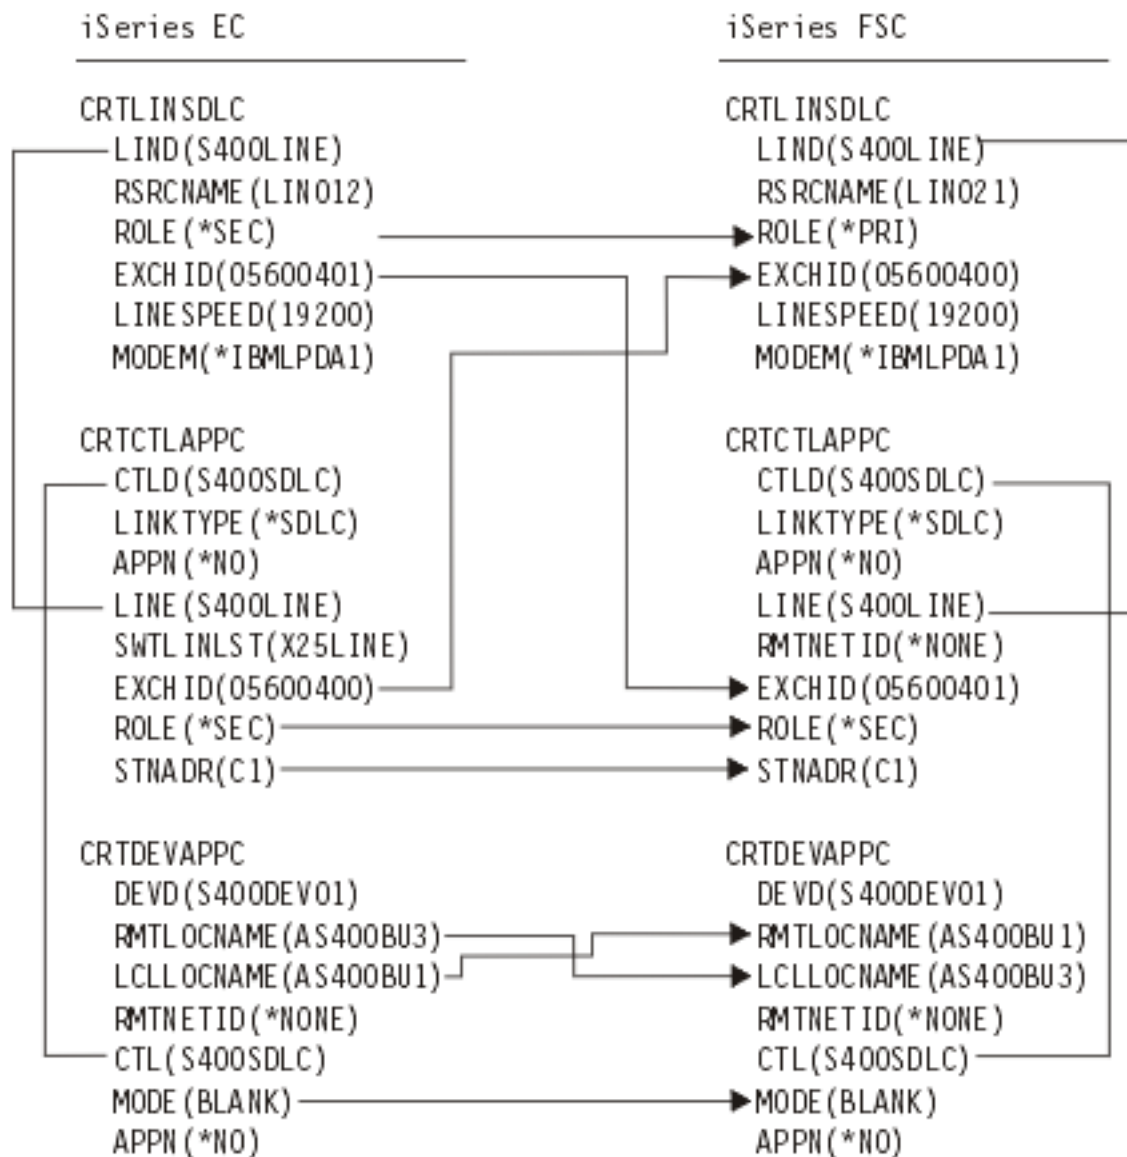 iSeries EC
CRTLINSDLC
LIND(S400LINE)
RSRCNAME(LIN012)
ROLE(*SEC)
EXCHID(05600401)
LINESPEED(19200)
MODEM(*IBMLPDA1)
CRTCTLAPPC
CTLD(S400SDLC)
LINKTYPE(*SDLC)
APPN(*NO)
LINE(S400LINE)
SWTLINLST(X25LINE)
EXCHID(05600400)
ROLE(*SEC)
STNADR(C1)
CRTDEVAPPC
DEVD(S400DEV01)
RMTLOCNAME(AS400BU3)
LCLLOCNAME(AS400BU1)
RMTNETID(*NONE)
CTL(S400SDLC)
MODE(BLANK)
APPN(*NO)
iSeries FSC
CRTLINSDLC
LIND(S400LINE)
RSRCNAME(LIN021)
ROLE(*PRI)
EXCHID(05600400)
LINESPEED(19200)
MODEM(*IBMLPDA1)
CRTCTLAPPC
CTLD(S400SDLC)
LINKTYPE(*SDLC)
APPN(*NO)
LINE(S400LINE)
RMTNETID(*NONE)
EXCHID(05600401)
ROLE(*SEC)
STNADR(C1)
CRTDEVAPPC
DEVD(S400DEV01)
RMTLOCNAME(AS400BU1)
LCLLOCNAME(AS400BU3)
RMTNETID(*NONE)
CTL(S400SDLC)
MODE(BLANK)
APPN(*NO)